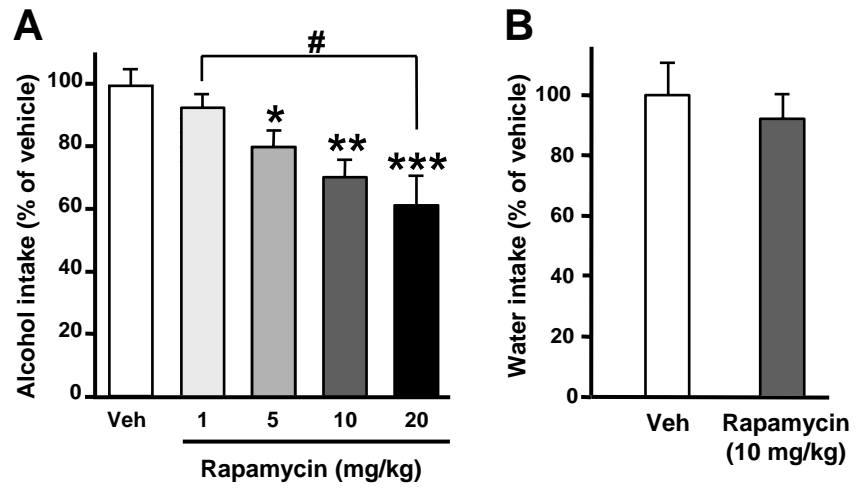 A
Alcohol intake (% of vehicle)
100
80
60
40
20
0
#
*
**
***
Veh
1
5
10
20
Rapamycin (mg/kg)
B
Water intake (% of vehicle)
100
80
60
40
20
0
Veh
Rapamycin
(10 mg/kg)